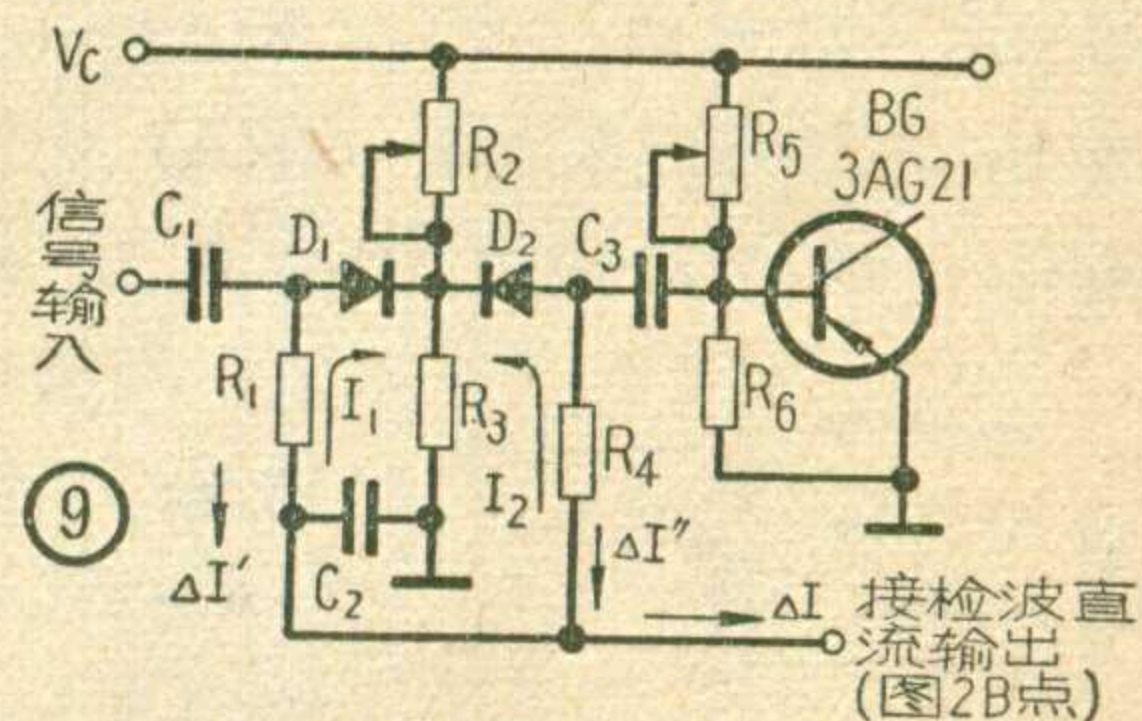 V_C
BG
3AG21
R₂
R₅
信号输入
C₁
D₁
D₂
C₃
R₁
I₁
R₃
I₂
R₄
R₆
⑨
ΔI′
C₂
ΔI″
ΔI
接检波直
流输出
(图2B点)